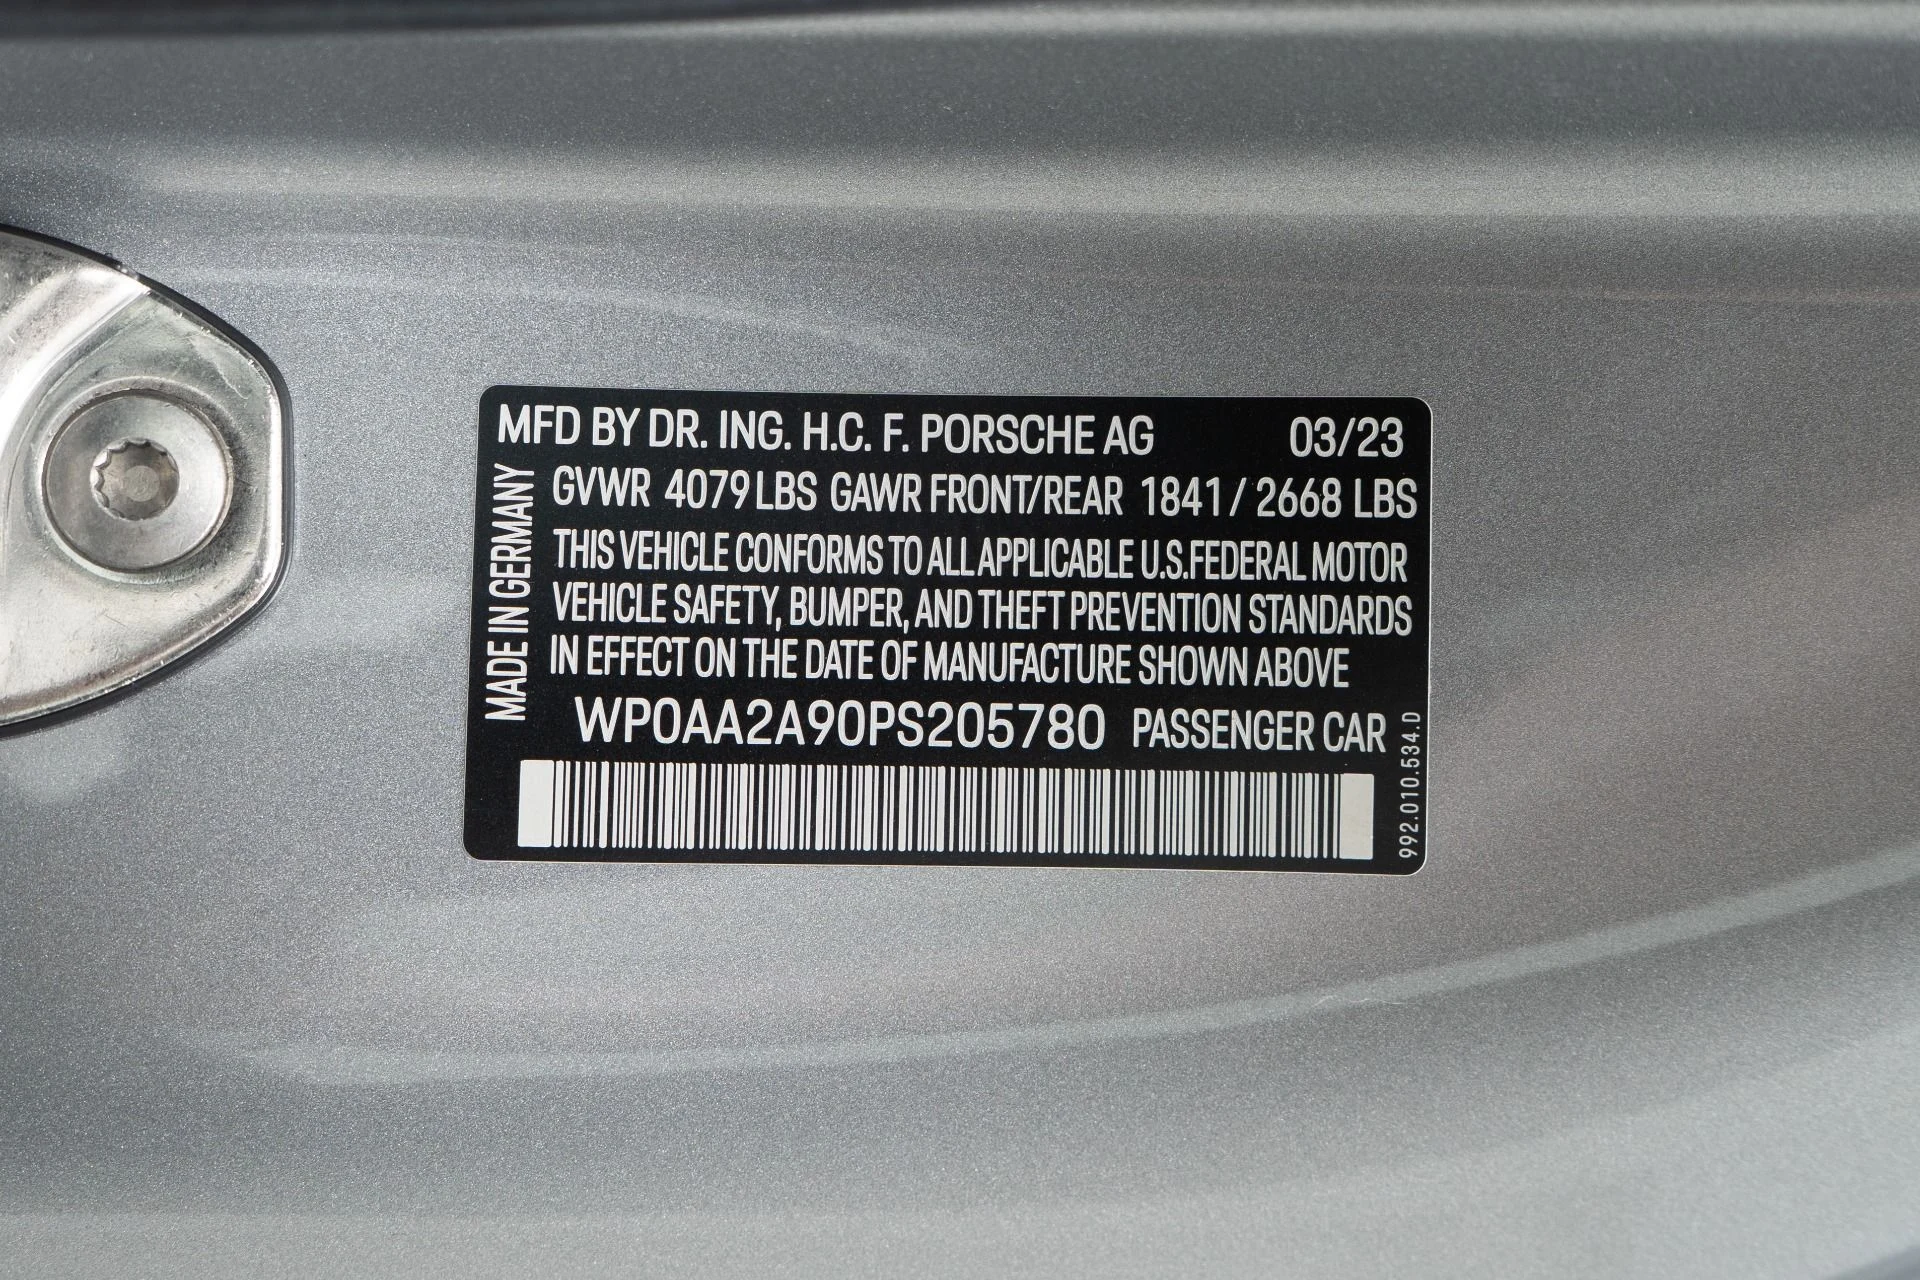 MFD BY DR. ING. H.C. F. PORSCHE AG 03/23
GVWR 4079 LBS GAWR FRONT/REAR 1841 / 2668 LBS
THIS VEHICLE CONFORMS TO ALL APPLICABLE U.S.FEDERAL MOTOR
VEHICLE SAFETY, BUMPER, AND THEFT PREVENTION STANDARDS
IN EFFECT ON THE DATE OF MANUFACTURE SHOWN ABOVE
WP0AA2A90PS205780 PASSENGER CAR
MADE IN GERMANY
992.010.534.D